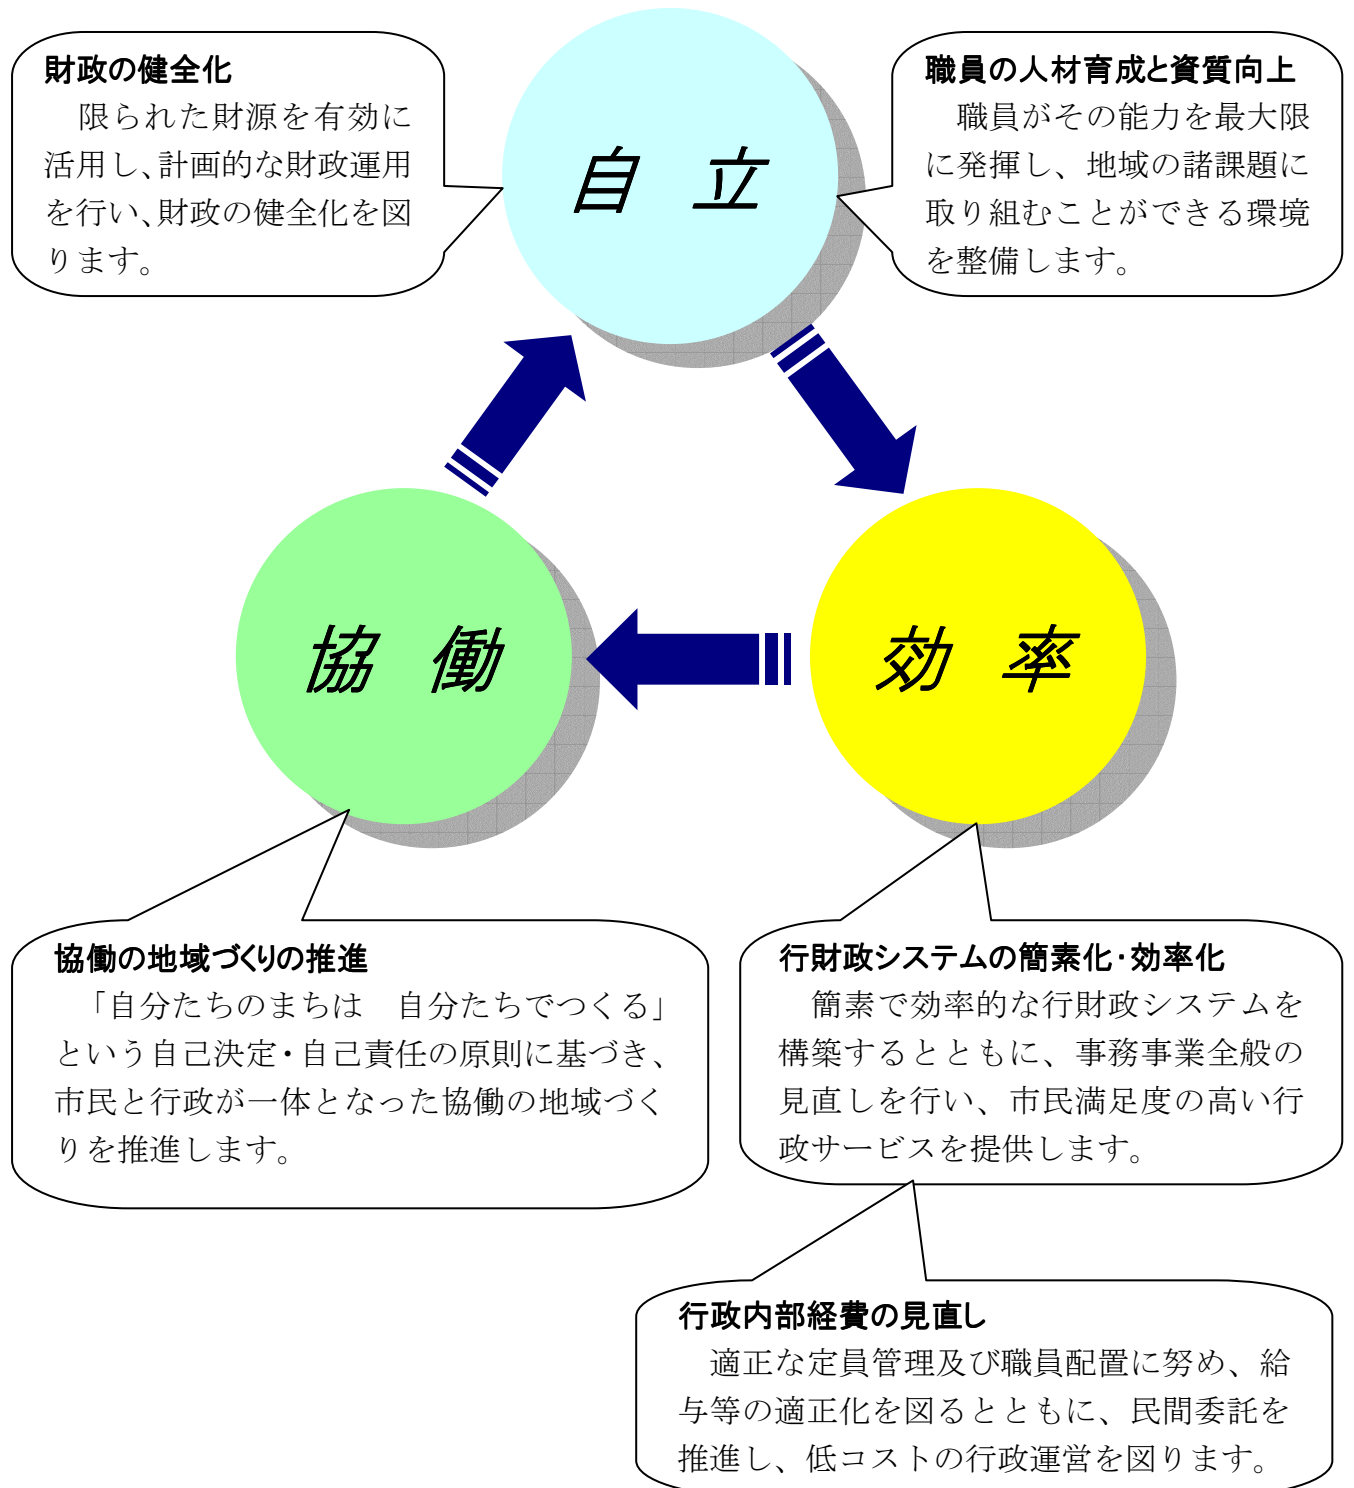 財政の健全化
　限られた財源を有効に
活用し、計画的な財政運用
を行い、財政の健全化を図
ります。
自　立
職員の人材育成と資質向上
　職員がその能力を最大限
に発揮し、地域の諸課題に
取り組むことができる環境
を整備します。
協　働
効　率
協働の地域づくりの推進
　「自分たちのまちは　自分たちでつくる」
という自己決定・自己責任の原則に基づき、
市民と行政が一体となった協働の地域づく
りを推進します。
行財政システムの簡素化・効率化
　簡素で効率的な行財政システムを
構築するとともに、事務事業全般の
見直しを行い、市民満足度の高い行
政サービスを提供します。
行政内部経費の見直し
　適正な定員管理及び職員配置に努め、給
与等の適正化を図るとともに、民間委託を
推進し、低コストの行政運営を図ります。